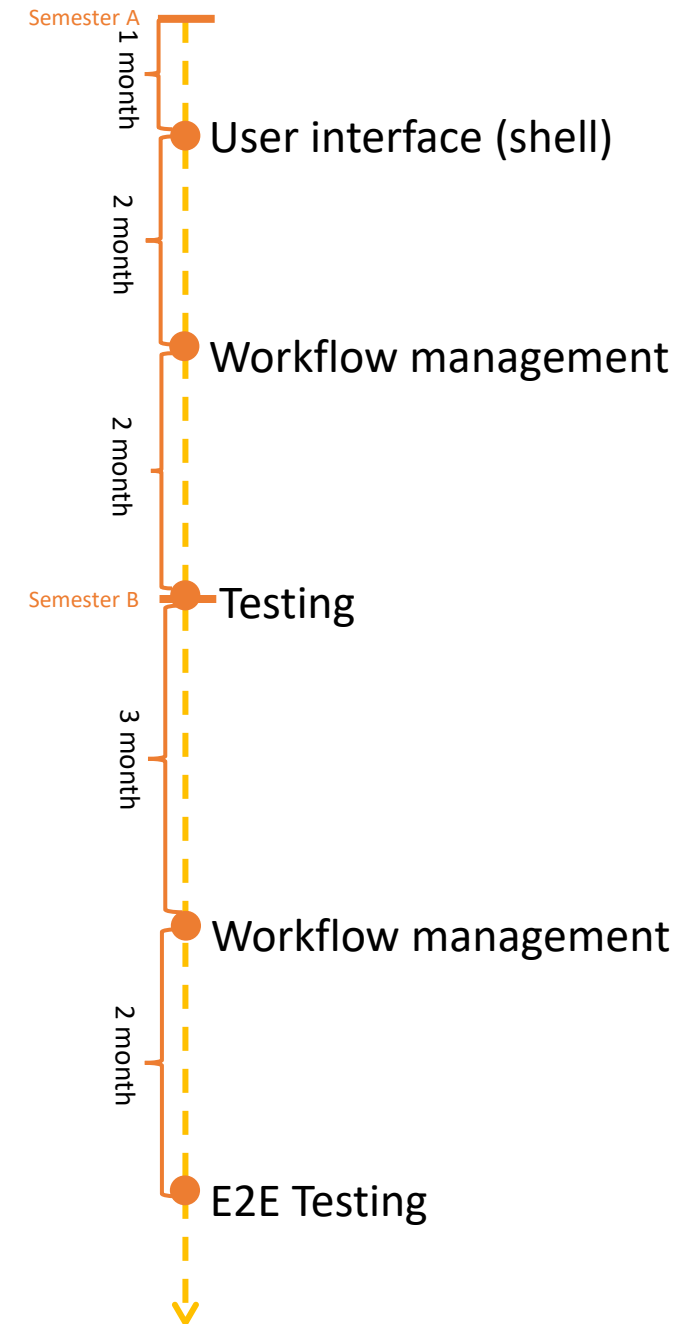 Semester A
1 month
User interface (shell)
2 month
Workflow management
2 month
Semester B
Testing
3 month
Workflow management
2 month
E2E Testing